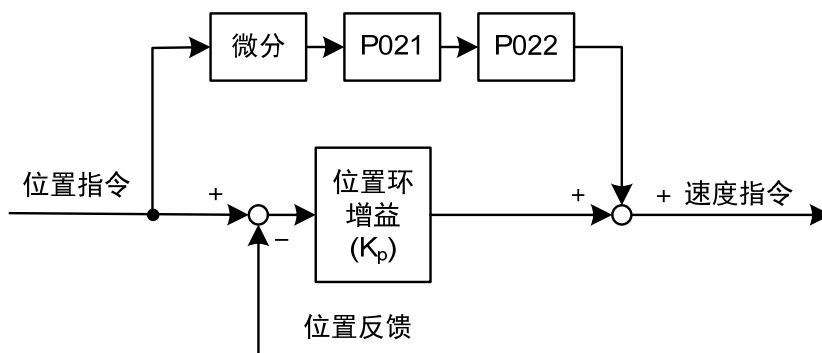 微分
P021
P022
位置指令
+
−
位置环
增益
(Kp)
+
+
速度指令
位置反馈